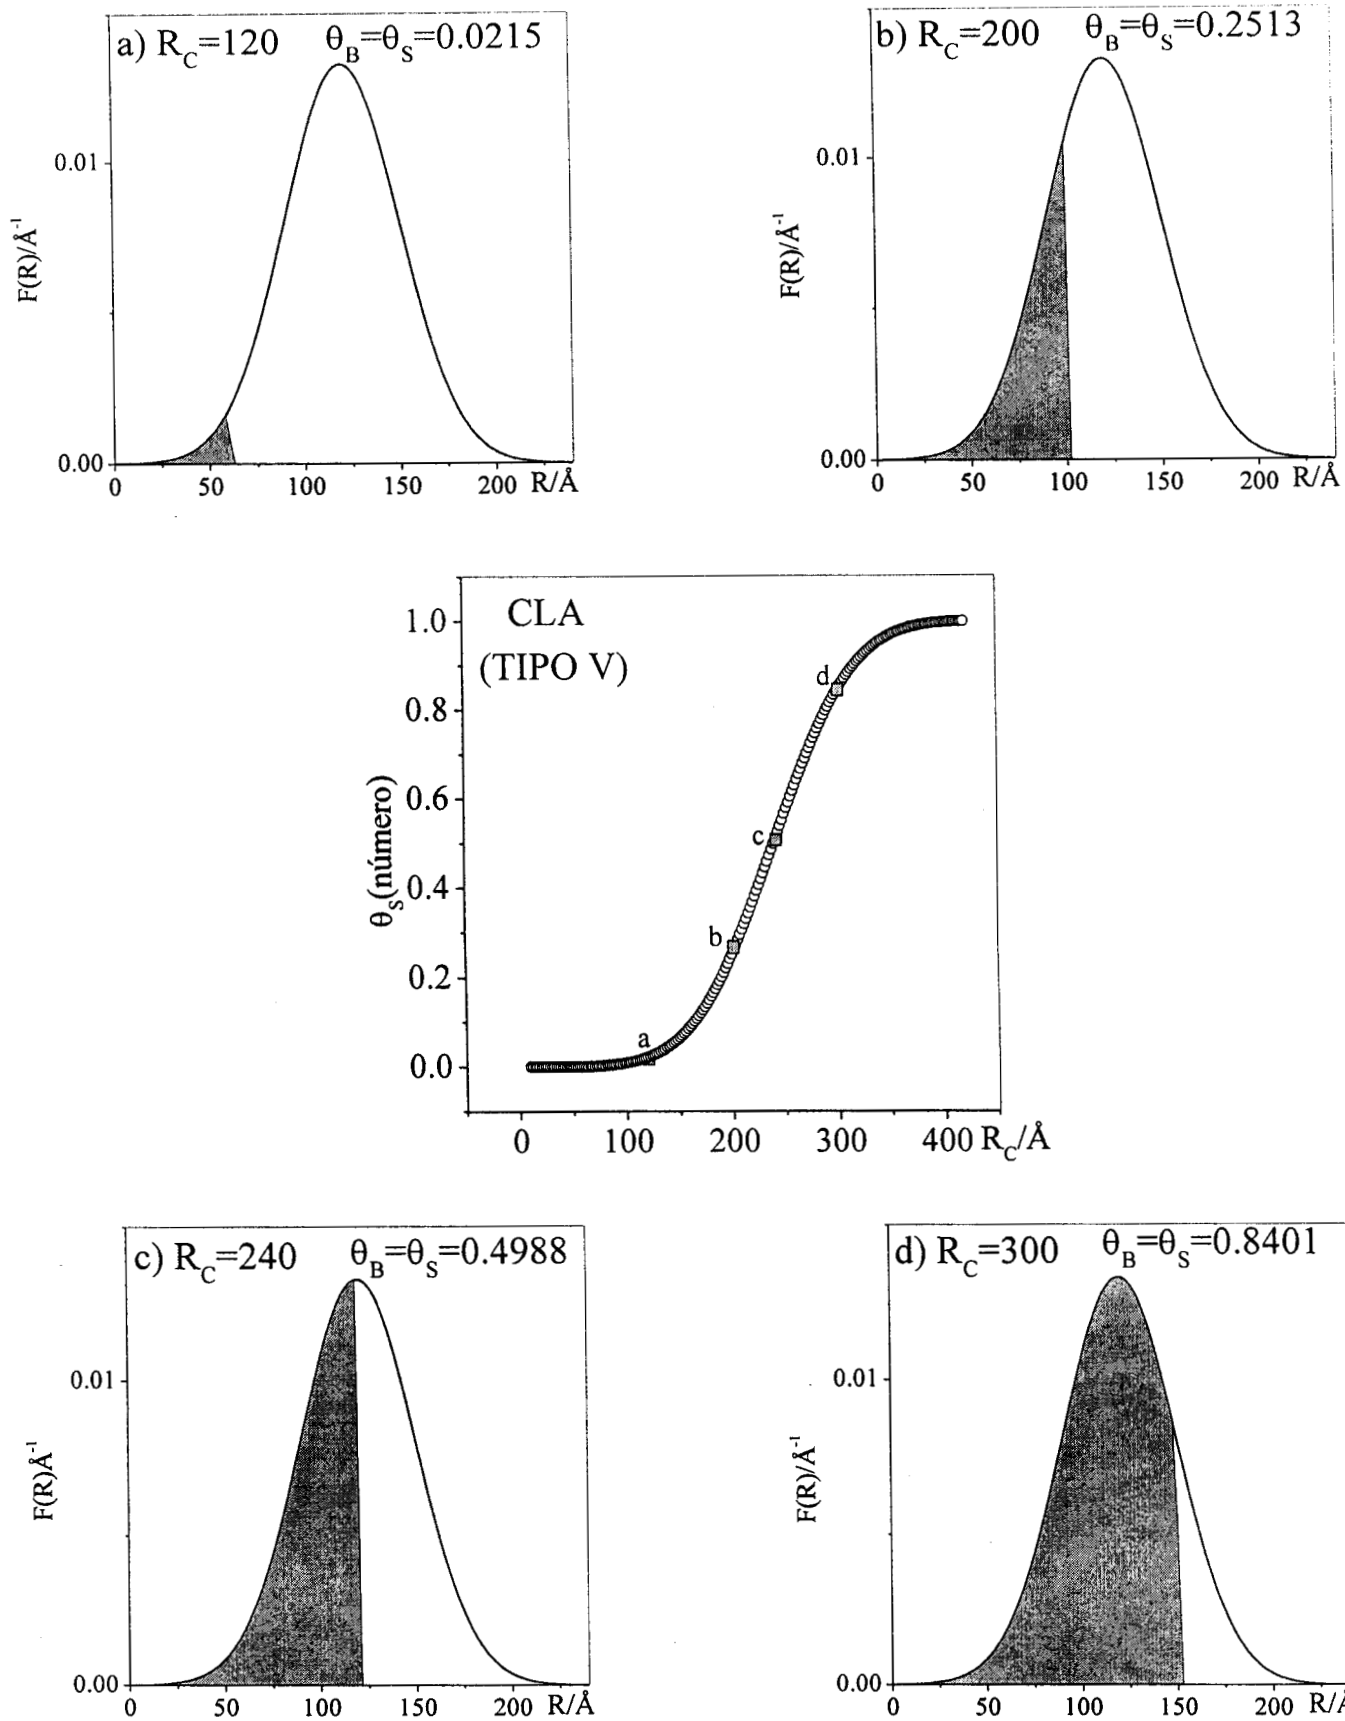 a) R_C=120 θ_B=θ_S=0.0215
0.01
F(R)/Å⁻¹
0.00
0 50 100 150 200 R/Å
b) R_C=200 θ_B=θ_S=0.2513
0.01
F(R)/Å⁻¹
0.00
0 50 100 150 200 R/Å
CLA
(TIPO V)
1.0
d
0.8
0.6
c
θ_S(número)
0.4
b
0.2
a
0.0
0 100 200 300 400 R_C/Å
c) R_C=240 θ_B=θ_S=0.4988
0.01
F(R)Å⁻¹
0.00
0 50 100 150 200 R/Å
d) R_C=300 θ_B=θ_S=0.8401
0.01
F(R)/Å⁻¹
0.00
0 50 100 150 200 R/Å